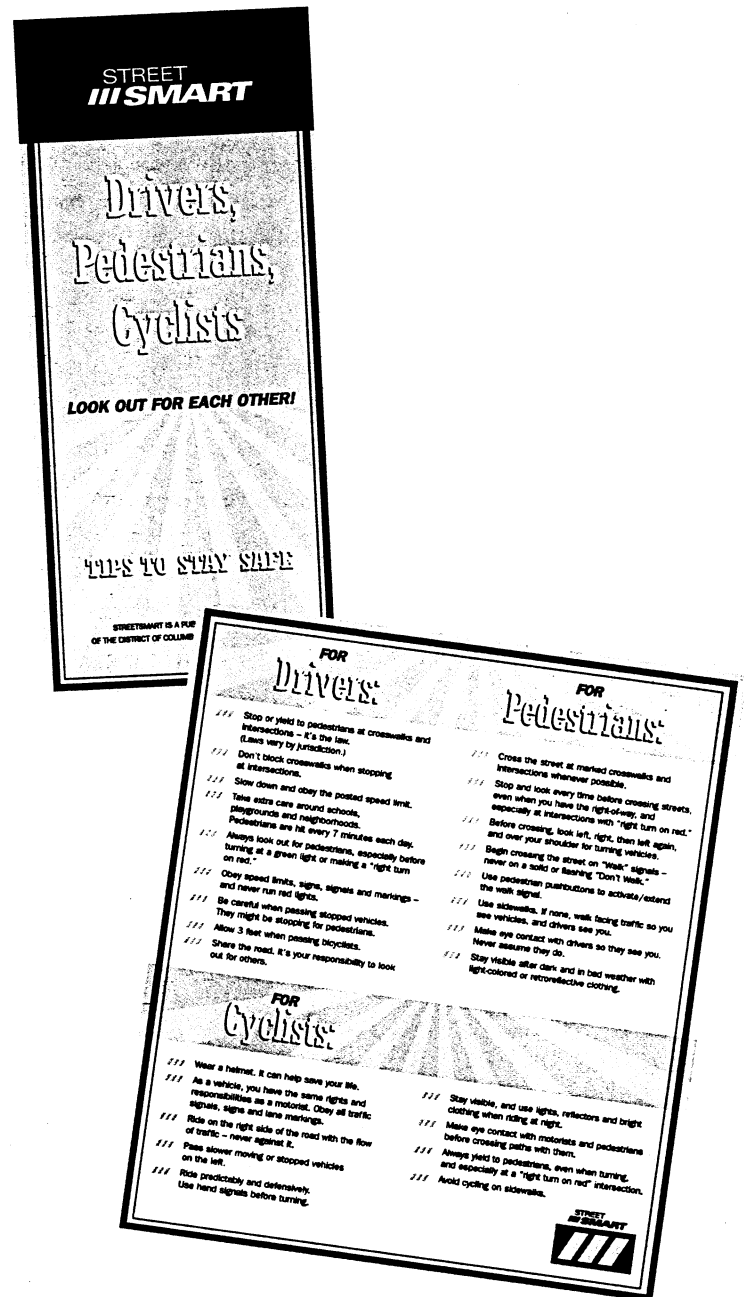 STREET
SMART
Drivers,
Pedestrians,
Cyclists
LOOK OUT FOR EACH OTHER!
TIPS TO STAY SAFE
STREETSMART IS A
OF THE DISTRICT OF
FOR
Drivers:
Stop or yield to pedestrians at crosswalks and
intersections – it's the law.
(Laws vary by jurisdiction.)
Don't block crosswalks when stopping
at intersections.
Slow down and obey the posted speed limit.
Take extra care around schools,
playgrounds and neighborhoods.
Pedestrians are hit every 7 minutes each day.
Always look out for pedestrians, especially before
turning at a green light or making a "right turn
on red."
Obey speed limits, signs, signals and markings –
and never run red lights.
Be careful when passing stopped vehicles.
They might be stopping for pedestrians.
Allow 3 feet when passing bicyclists.
Share the road. It's your responsibility to look
out for others.
FOR
Pedestrians:
Cross the street at marked crosswalks and
intersections whenever possible.
Stop and look every time before crossing streets,
even when you have the right-of-way, and
especially at intersections with "right turn on red."
Before crossing, look left, right, then left again,
and over your shoulder for turning vehicles.
Begin crossing the street on "Walk" signals –
never on a solid or flashing "Don't Walk."
Use pedestrian pushbuttons to activate/extend
the walk signal.
Use sidewalks. If none, walk facing traffic so you
see vehicles, and drivers see you.
Make eye contact with drivers so they see you.
Never assume they do.
Stay visible after dark and in bad weather with
light-colored or retroreflective clothing.
FOR
Cyclists:
Wear a helmet. It can help save your life.
As a vehicle, you have the same rights and
responsibilities as a motorist. Obey all traffic
signals, signs and lane markings.
Ride on the right side of the road with the flow
of traffic – never against it.
Pass slower moving or stopped vehicles
on the left.
Ride predictably and defensively.
Use hand signals before turning.
Stay visible, and use lights, reflectors and bright
clothing when riding at night.
Make eye contact with motorists and pedestrians
before crossing paths with them.
Always yield to pedestrians, even when turning,
and especially at a "right turn on red" intersection.
Avoid cycling on sidewalks.
STREET
SMART